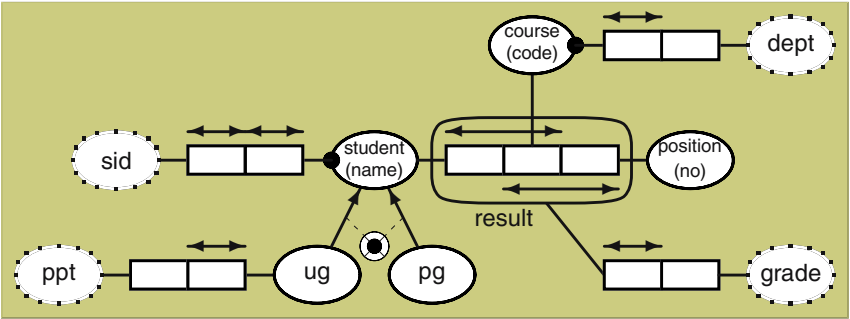 course
(code)
dept
sid
student
(name)
position
(no)
result
ppt
ug
pg
grade